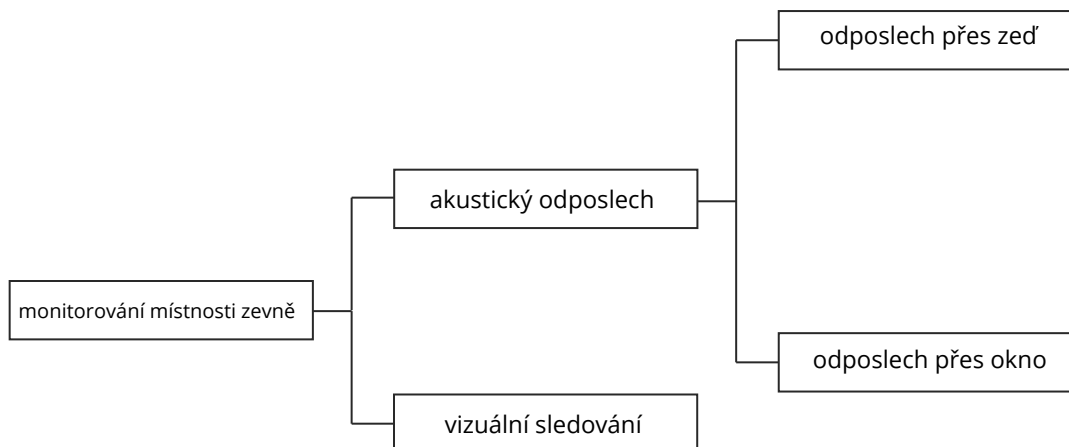 odposlech přes zeď
akustický odposlech
monitorování místnosti zevně
odposlech přes okno
vizuální sledování